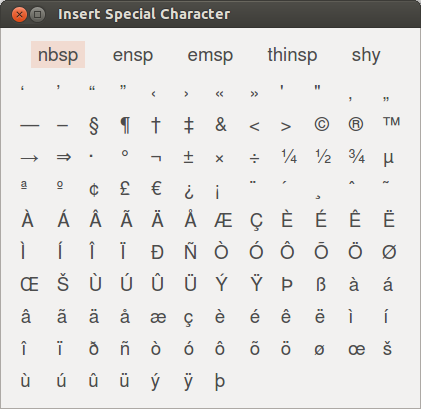 Insert Special Character
nbsp ensp emsp thinsp shy
‘ ’ “ ” ‹ › « » ' " ‚ „
— – § ¶ † ‡ & < > © ® ™
→ ⇒ · ° ¬ ± × ÷ ¼ ½ ¾ µ
ª º ¢ £ € ¿ ¡ ¨ ´ ¸ ˆ ˜
À Á Â Ã Ä Å Æ Ç È É Ê Ë
Ì Í Î Ï Ð Ñ Ò Ó Ô Õ Ö Ø
Œ Š Ù Ú Û Ü Ý Ÿ Þ ß à á
â ã ä å æ ç è é ê ë ì í
î ï ð ñ ò ó ô õ ö ø œ š
ù ú û ü ý ÿ þ